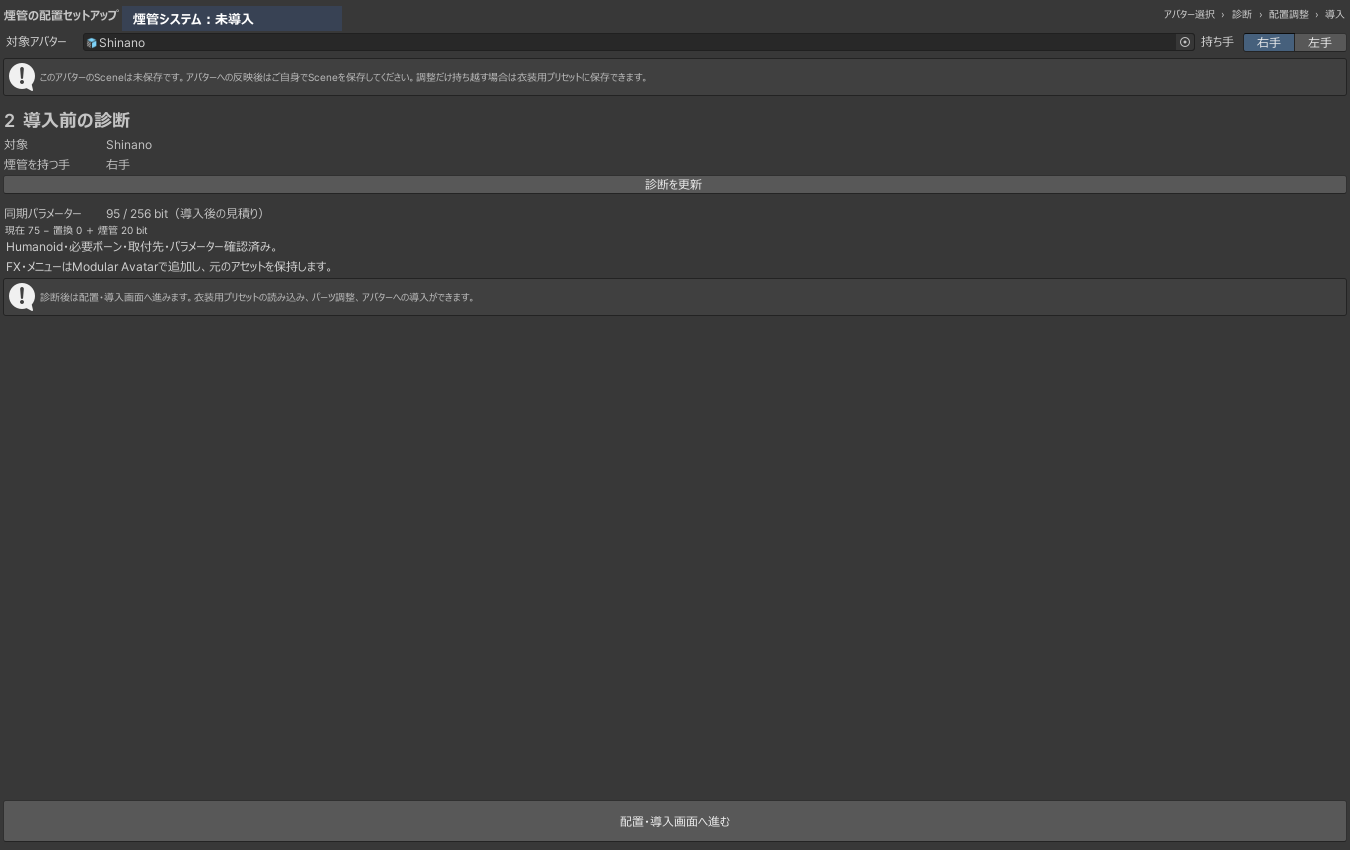 煙管の配置セットアップ 煙管システム：未導入 アバター選択 › 診断 › 配置調整 › 導入
対象アバター Shinano 持ち手 右手 左手
このアバターのSceneは未保存です。アバターへの反映後はご自身でSceneを保存してください。調整だけ持ち越す場合は衣装用プリセットに保存できます。
2 導入前の診断
対象 Shinano
煙管を持つ手 右手
診断を更新
同期パラメーター 95 / 256 bit（導入後の見積り）
現在 75 − 置換 0 ＋ 煙管 20 bit
Humanoid・必要ボーン・取付先・パラメーター確認済み。
FX・メニューはModular Avatarで追加し、元のアセットを保持します。
診断後は配置・導入画面へ進みます。衣装用プリセットの読み込み、パーツ調整、アバターへの導入ができます。
配置・導入画面へ進む